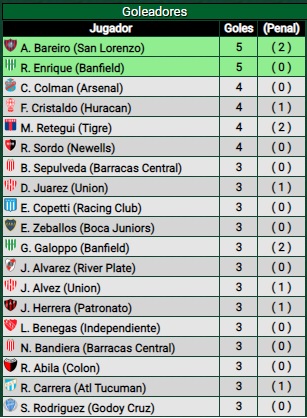 Goleadores
Jugador Goles (Penal)
A. Bareiro (San Lorenzo) 5 (2)
R. Enrique (Banfield) 5 (0)
C. Colman (Arsenal) 4 (0)
F. Cristaldo (Huracan) 4 (1)
M. Retegui (Tigre) 4 (2)
R. Sordo (Newells) 4 (0)
B. Sepulveda (Barracas Central) 3 (0)
D. Juarez (Union) 3 (1)
E. Copetti (Racing Club) 3 (0)
E. Zeballos (Boca Juniors) 3 (0)
G. Galoppo (Banfield) 3 (2)
J. Alvarez (River Plate) 3 (0)
J. Alvez (Union) 3 (1)
J. Herrera (Patronato) 3 (1)
L. Benegas (Independiente) 3 (0)
N. Bandiera (Barracas Central) 3 (0)
R. Abila (Colon) 3 (0)
R. Carrera (Atl Tucuman) 3 (1)
S. Rodriguez (Godoy Cruz) 3 (0)